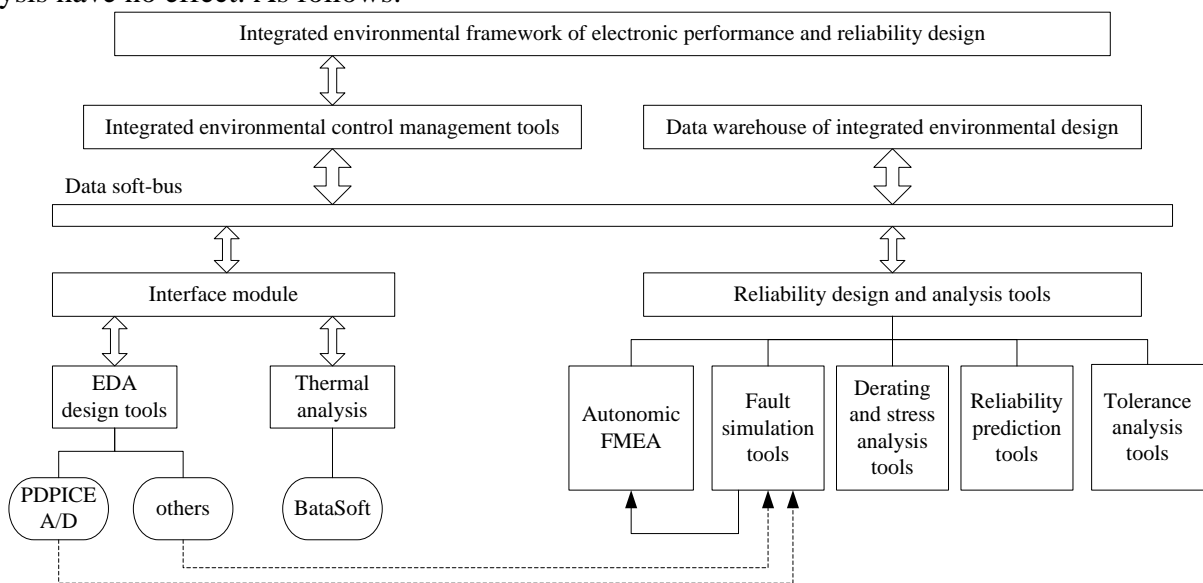 ysis have no effect. As follows:
Integrated environmental framework of electronic performance and reliability design
Integrated environmental control management tools
Data warehouse of integrated environmental design
Data soft-bus
Interface module
Reliability design and analysis tools
EDA
design tools
Thermal
analysis
Autonomic
FMEA
Fault
simulation
tools
Derating
and stress
analysis
tools
Reliability
prediction
tools
Tolerance
analysis
tools
PDPICE
A/D
others
BataSoft